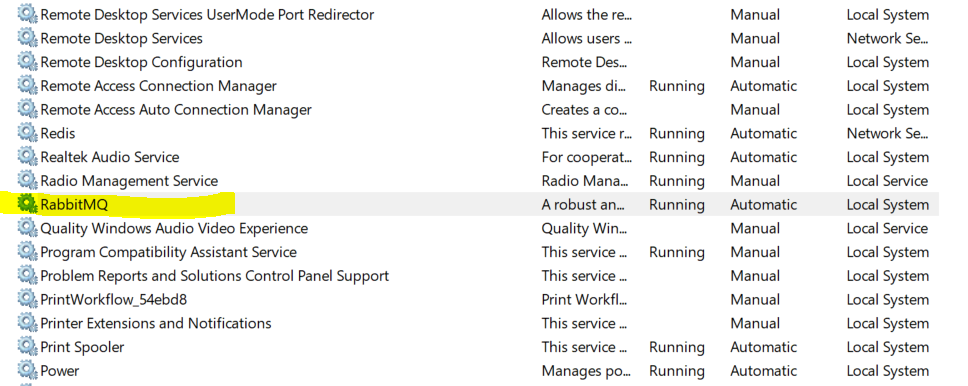 Remote Desktop Services UserMode Port Redirector Allows the re... Manual Local System
Remote Desktop Services Allows users ... Manual Network Se...
Remote Desktop Configuration Remote Des... Manual Local System
Remote Access Connection Manager Manages di... Running Automatic Local System
Remote Access Auto Connection Manager Creates a co... Manual Local System
Redis This service r... Running Automatic Network Se...
Realtek Audio Service For cooperat... Running Automatic Local System
Radio Management Service Radio Mana... Running Manual Local Service
RabbitMQ A robust an... Running Automatic Local System
Quality Windows Audio Video Experience Quality Win... Manual Local Service
Program Compatibility Assistant Service This service ... Running Manual Local System
Problem Reports and Solutions Control Panel Support This service ... Manual Local System
PrintWorkflow_54ebd8 Print Workfl... Manual Local System
Printer Extensions and Notifications This service ... Manual Local System
Print Spooler This service ... Running Automatic Local System
Power Manages po... Running Automatic Local System